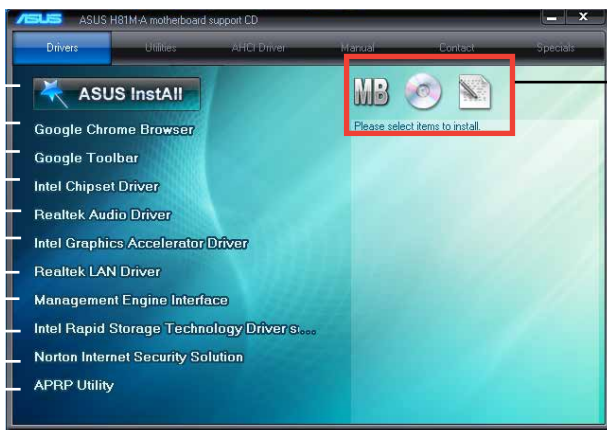 ASUS ASUS H81M-A motherboard support CD
Drivers Utilities AHCI Driver Manual Contact Specials
ASUS InstAll
MB
Please select items to install.
Google Chrome Browser
Google Toolbar
Intel Chipset Driver
Realtek Audio Driver
Intel Graphics Accelerator Driver
Realtek LAN Driver
Management Engine Interface
Intel Rapid Storage Technology Driver s...
Norton Internet Security Solution
APRP Utility